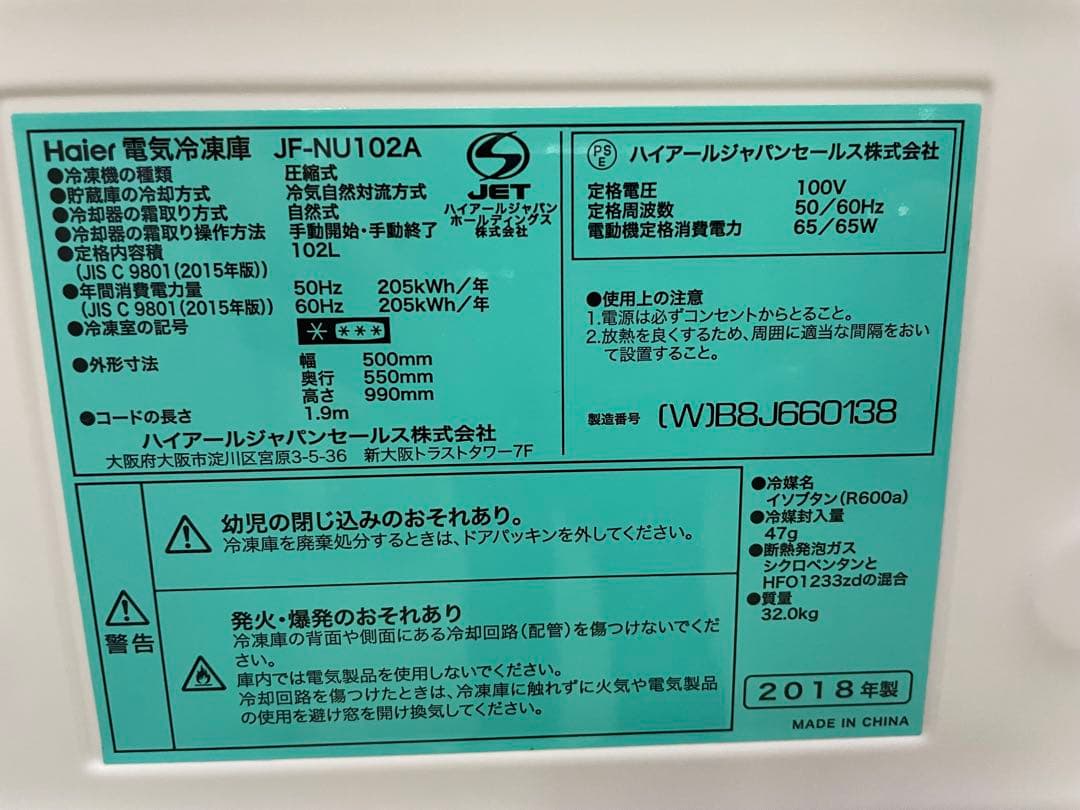 Haier 電気冷凍庫 JF-NU102A
●冷凍機の種類 圧縮式
●貯蔵庫の冷却方式 冷気自然対流方式
●冷却器の霜取り方式 自然式
●冷却器の霜取り操作方法 手動開始・手動終了
●定格内容積 102L
(JIS C 9801(2015年版))
●年間消費電力量 50Hz 205kWh/年
(JIS C 9801(2015年版)) 60Hz 205kWh/年
●冷凍室の記号 * ***
●外形寸法 幅 500mm
奥行 550mm
高さ 990mm
●コードの長さ 1.9m
ハイアールジャパンセールス株式会社
大阪府大阪市淀川区宮原3-5-36 新大阪トラストタワー7F
JET
ハイアールジャパン
ホールディングス
株式会社
PSE ハイアールジャパンセールス株式会社
定格電圧 100V
定格周波数 50/60Hz
電動機定格消費電力 65/65W
●使用上の注意
1.電源は必ずコンセントからとること。
2.放熱を良くするため、周囲に適当な間隔をおい
て設置すること。
製造番号 (W)B8J660138
警告
幼児の閉じ込みのおそれあり。
冷凍庫を廃棄処分するときは、ドアパッキンを外してください。
発火・爆発のおそれあり
冷凍庫の背面や側面にある冷却回路(配管)を傷つけないでくだ
さい。
庫内では電気製品を使用しないでください。
冷却回路を傷つけたときは、冷凍庫に触れずに火気や電気製品
の使用を避け窓を開け換気してください。
●冷媒名
イソブタン(R600a)
●冷媒封入量
47g
●断熱発泡ガス
シクロペンタンと
HFO1233zdの混合
●質量
32.0kg
2018年製
MADE IN CHINA